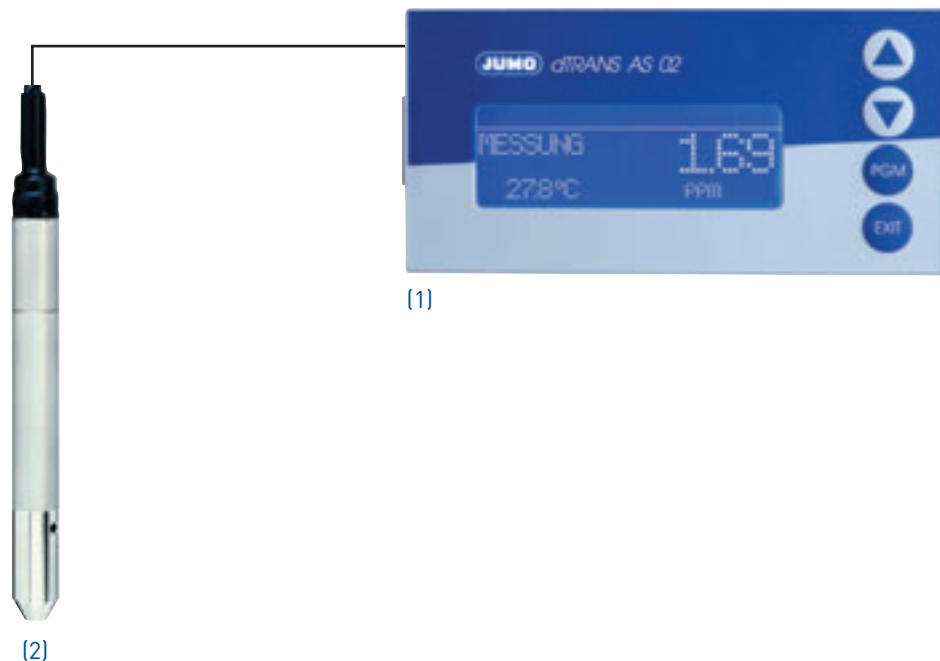 JUMO dTRANS AS 02
MESSUNG 1.69
27.8°C PPM
PGM
EXIT
(1)
(2)